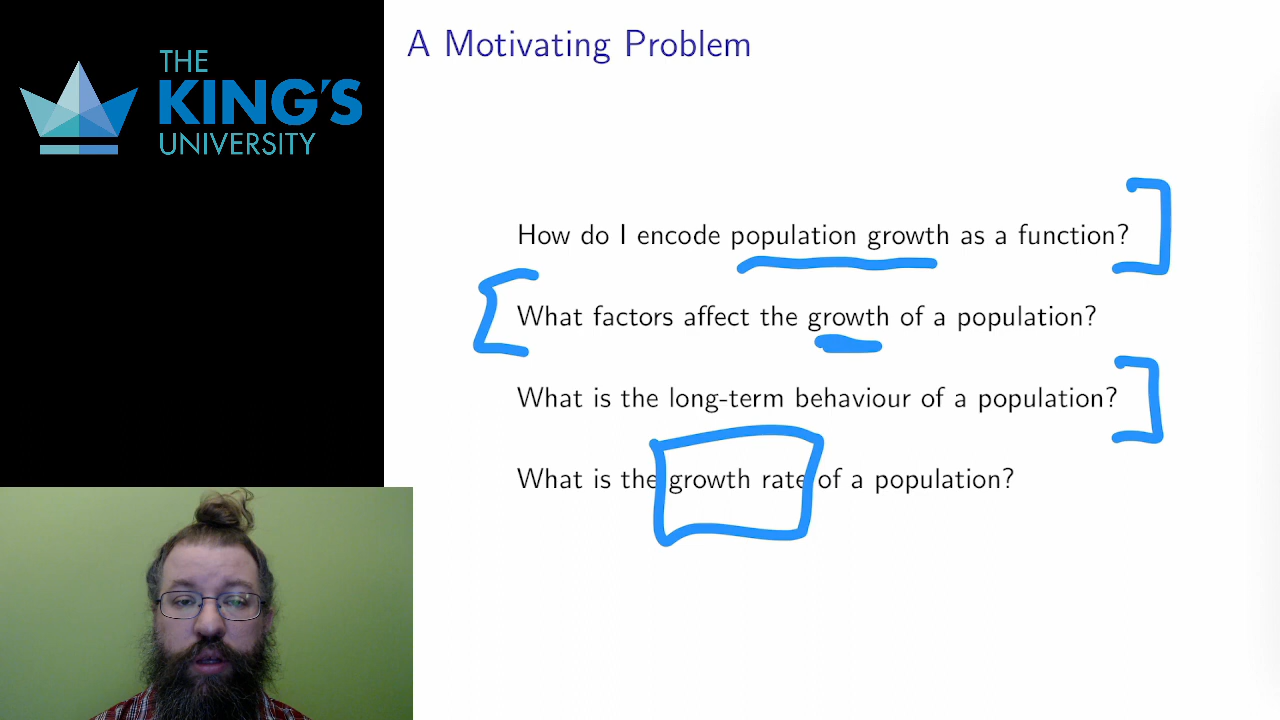 THE
KING'S
UNIVERSITY
A Motivating Problem
How do I encode population growth as a function?
What factors affect the growth of a population?
What is the long-term behaviour of a population?
What is the growth rate of a population?